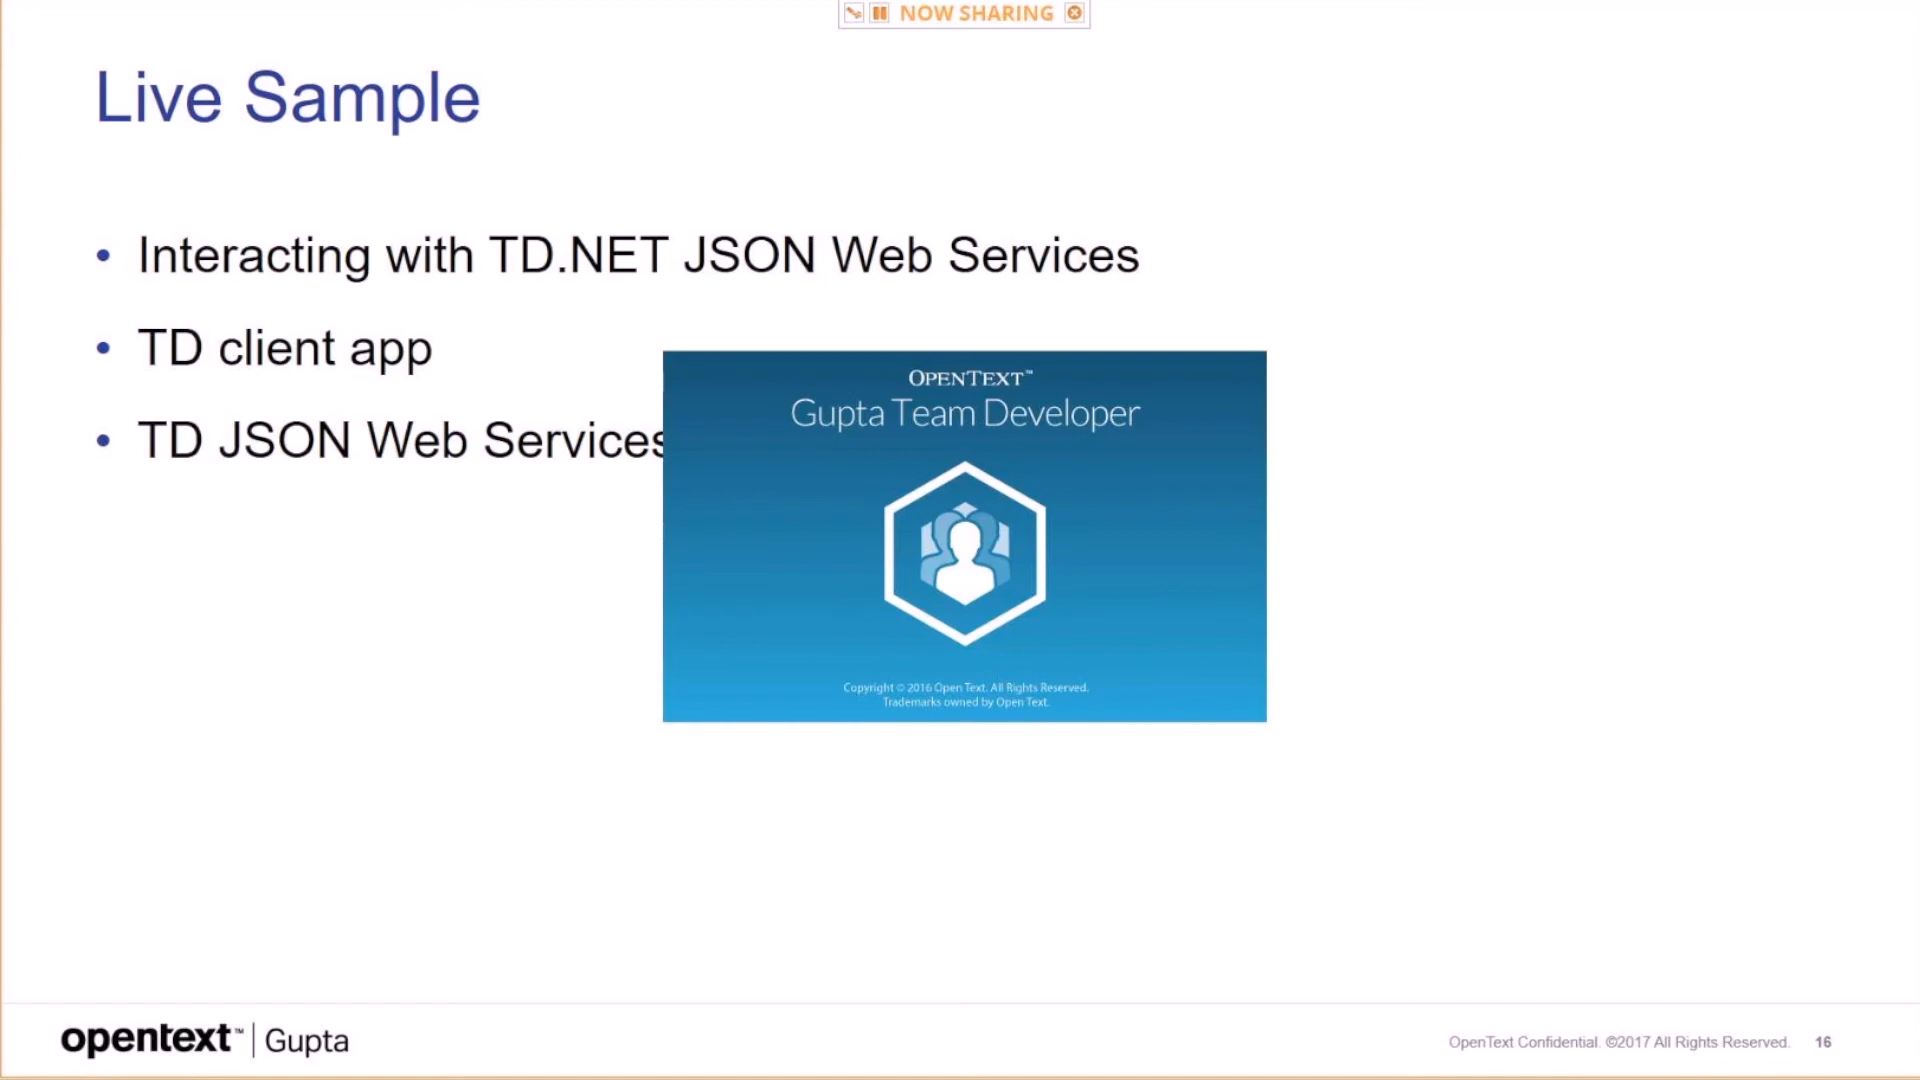 NOW SHARING
Live Sample
• Interacting with TD.NET JSON Web Services
• TD client app
• TD JSON Web Services
OPENTEXT™
Gupta Team Developer
Copyright © 2016 Open Text. All Rights Reserved.
Trademarks owned by Open Text.
opentext™ | Gupta
OpenText Confidential. ©2017 All Rights Reserved. 16